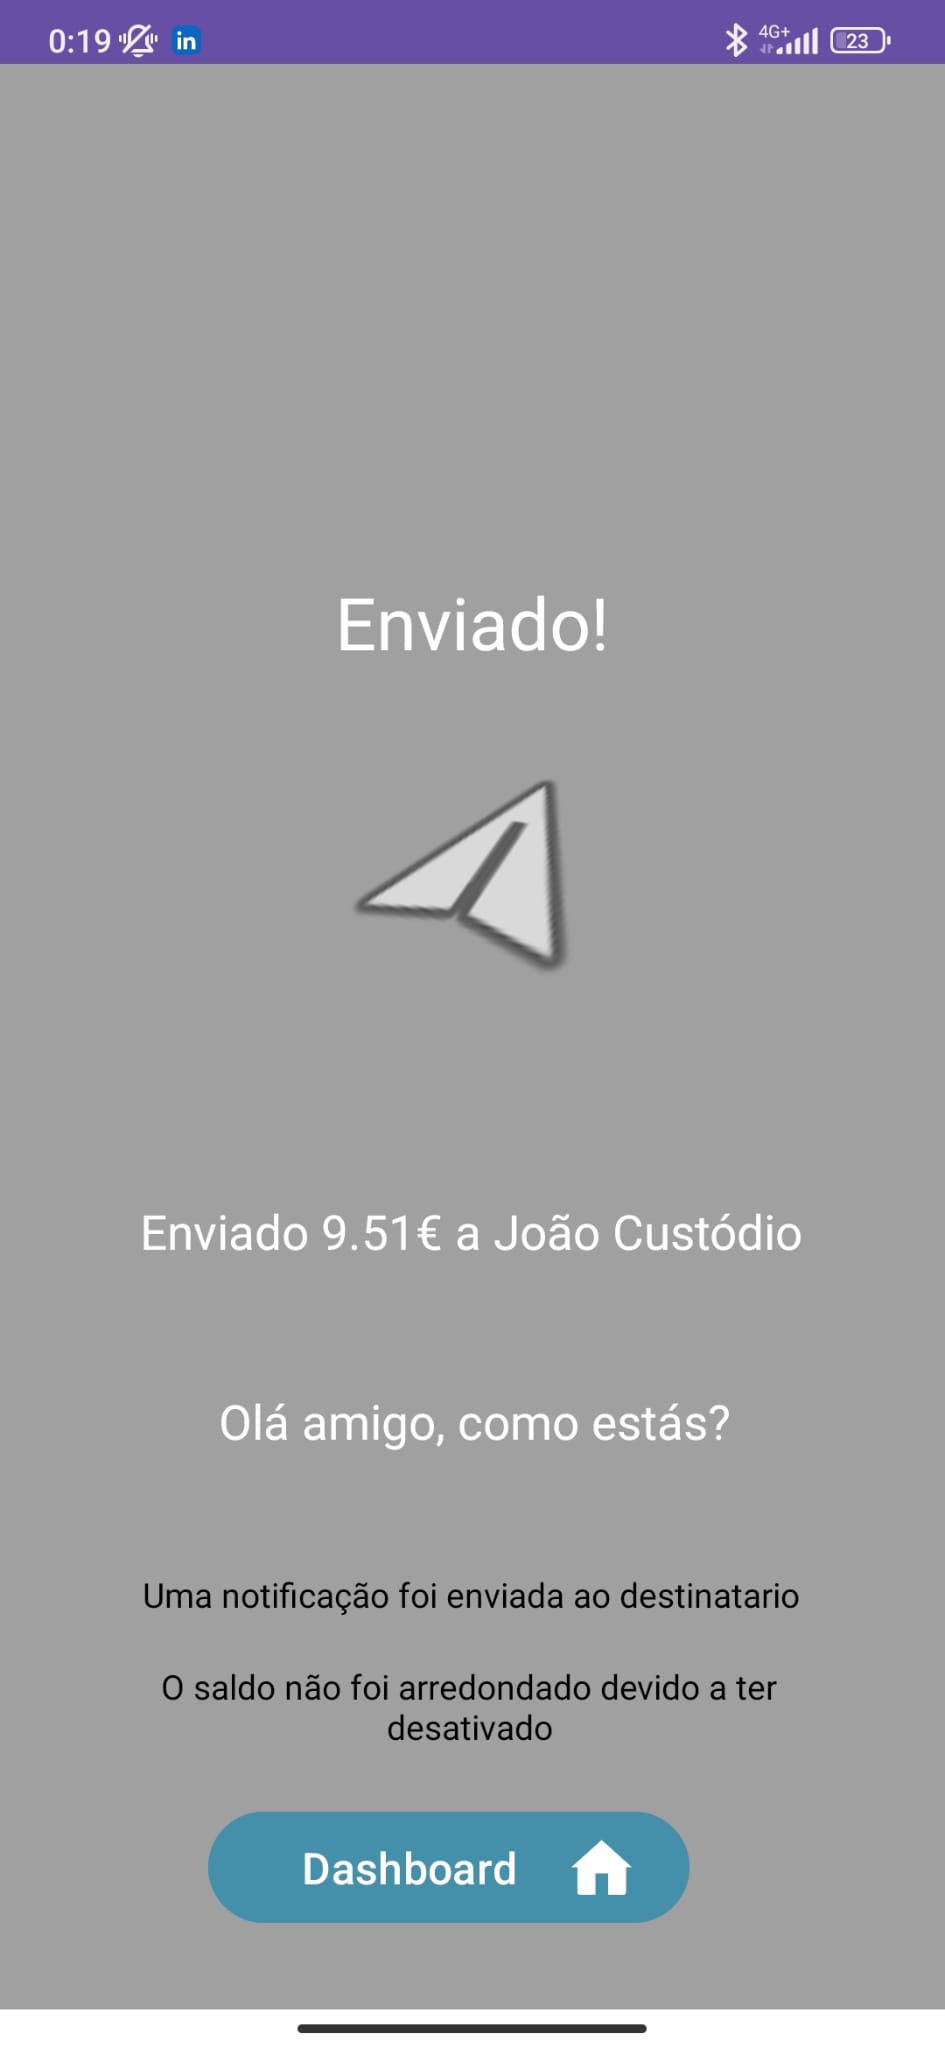 0:19 in 4G+ 23
Enviado!
Enviado 9.51€ a João Custódio
Olá amigo, como estás?
Uma notificação foi enviada ao destinatario
O saldo não foi arredondado devido a ter
desativado
Dashboard